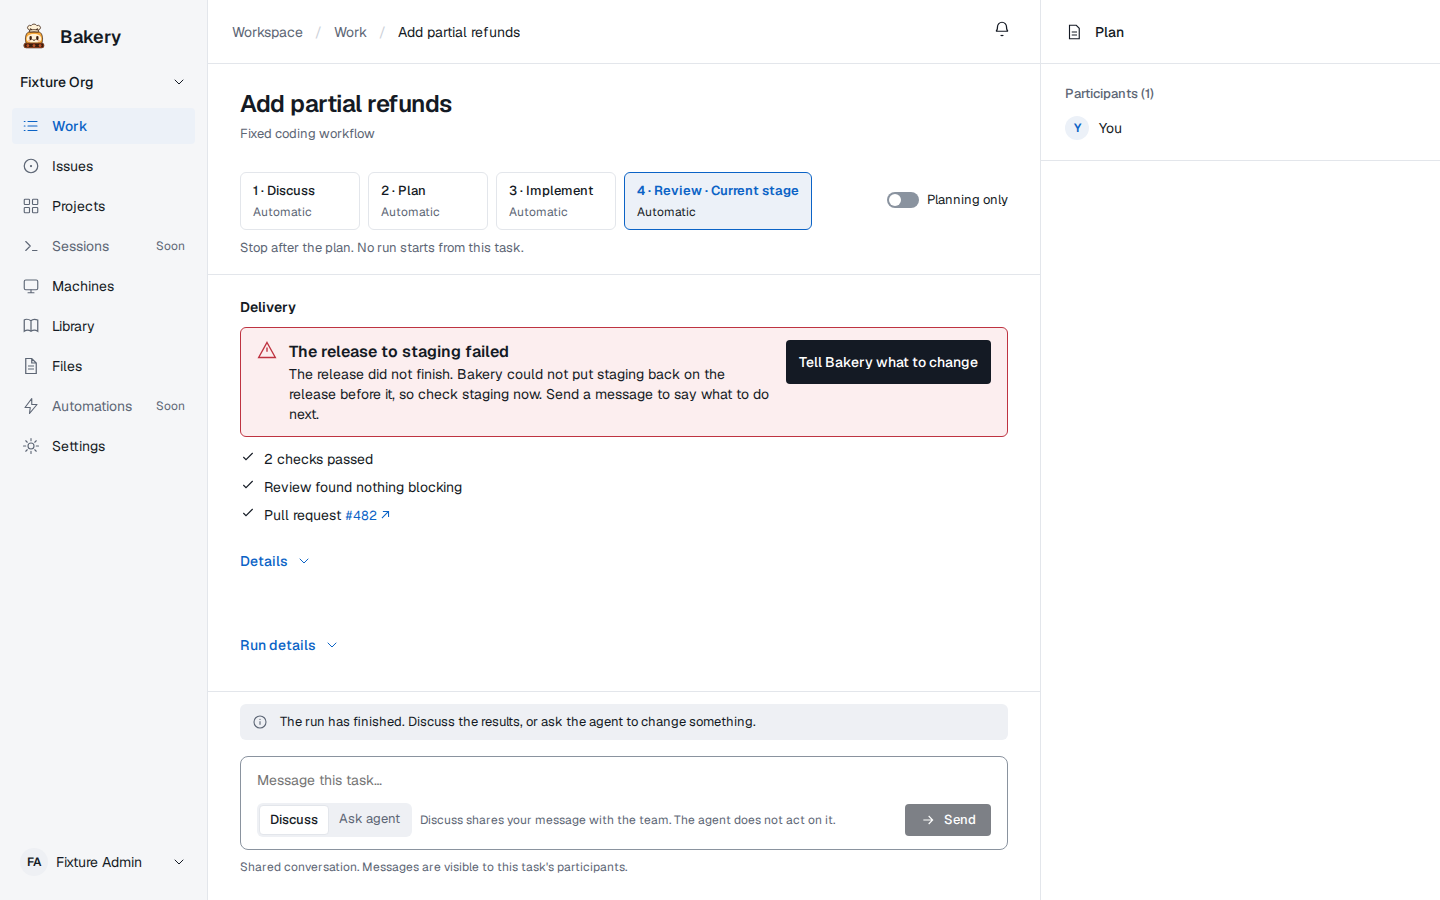 Bakery
Fixture Org
Work
Issues
Projects
Sessions Soon
Machines
Library
Files
Automations Soon
Settings
FA Fixture Admin
Workspace / Work / Add partial refunds
Add partial refunds
Fixed coding workflow
1 · Discuss
Automatic
2 · Plan
Automatic
3 · Implement
Automatic
4 · Review · Current stage
Automatic
Planning only
Stop after the plan. No run starts from this task.
Delivery
The release to staging failed
The release did not finish. Bakery could not put staging back on the
release before it, so check staging now. Send a message to say what to do
next.
Tell Bakery what to change
2 checks passed
Review found nothing blocking
Pull request #482
Details
Run details
The run has finished. Discuss the results, or ask the agent to change something.
Message this task...
Discuss Ask agent Discuss shares your message with the team. The agent does not act on it.
Send
Shared conversation. Messages are visible to this task's participants.
Plan
Participants (1)
Y You